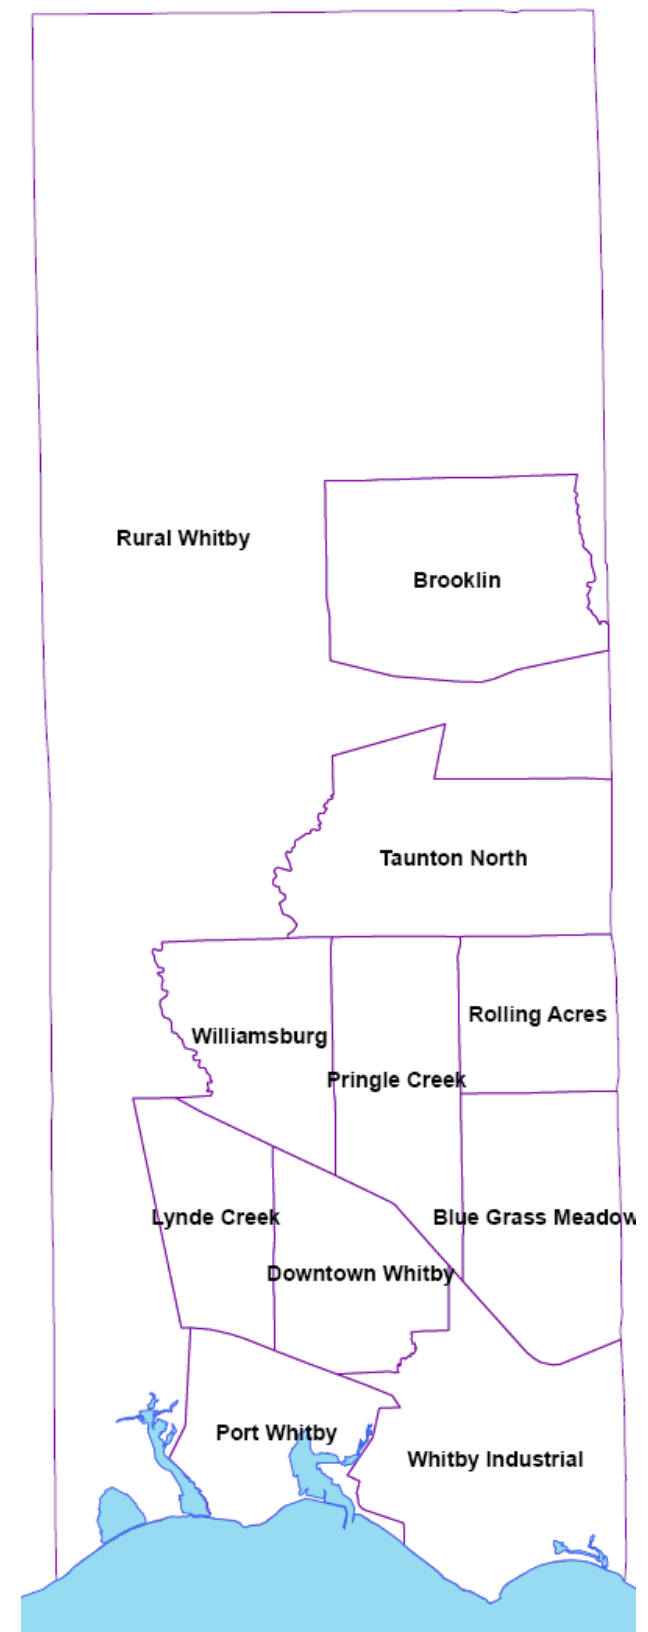 Rural Whitby
Brooklin
Taunton North
Rolling Acres
Williamsburg
Pringle Creek
Lynde Creek
Blue Grass Meadow
Downtown Whitby
Port Whitby
Whitby Industrial